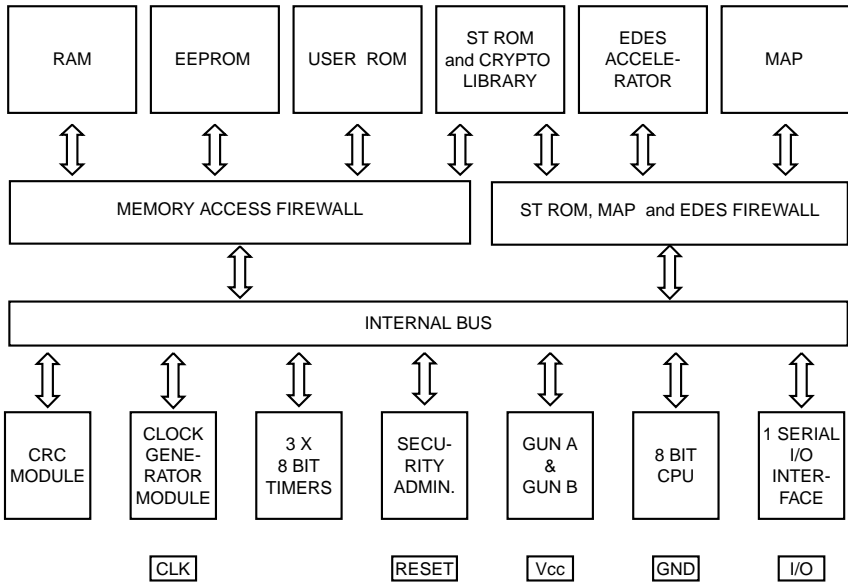 RAM
EEPROM
USER ROM
ST ROM
and CRYPTO
LIBRARY
EDES
ACCELE-
RATOR
MAP
MEMORY ACCESS FIREWALL
ST ROM, MAP and EDES FIREWALL
INTERNAL BUS
CRC
MODULE
CLOCK
GENE-
RATOR
MODULE
3 X
8 BIT
TIMERS
SECU-
RITY
ADMIN.
GUN A
&
GUN B
8 BIT
CPU
1 SERIAL
I/O
INTER-
FACE
CLK
RESET
Vcc
GND
I/O